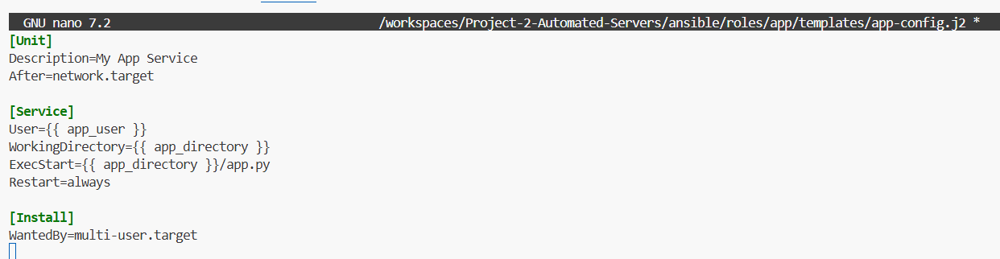 GNU nano 7.2 /workspaces/Project-2-Automated-Servers/ansible/roles/app/templates/app-config.j2 *
[Unit]
Description=My App Service
After=network.target
[Service]
User={{ app_user }}
WorkingDirectory={{ app_directory }}
ExecStart={{ app_directory }}/app.py
Restart=always
[Install]
WantedBy=multi-user.target